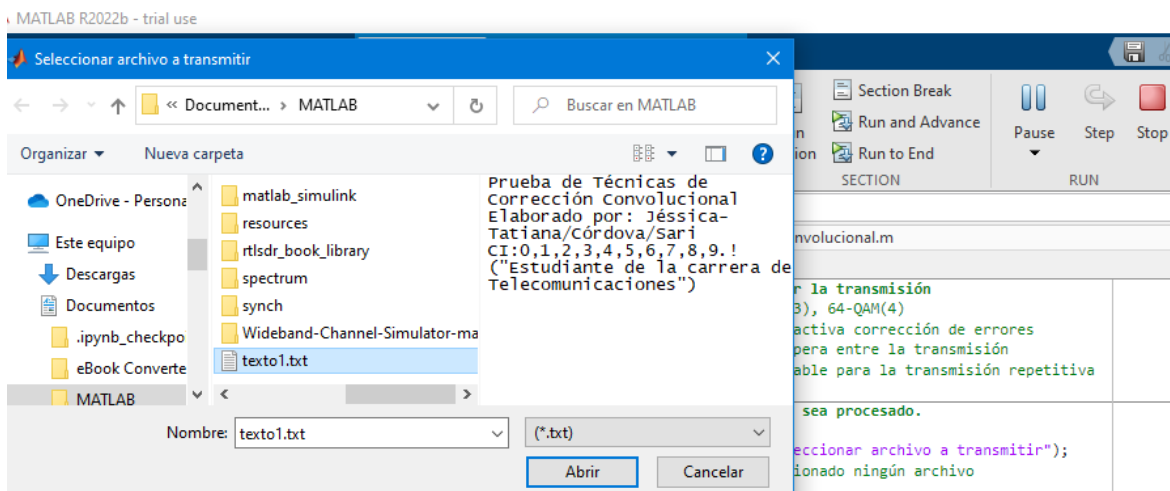 MATLAB R2022b - trial use
Seleccionar archivo a transmitir
« Document... › MATLAB
Buscar en MATLAB
Organizar
Nueva carpeta
OneDrive - Persona
Este equipo
Descargas
Documentos
.ipynb_checkpo
eBook Converte
MATLAB
matlab_simulink
resources
rtlsdr_book_library
spectrum
synch
Wideband-Channel-Simulator-ma
texto1.txt
Prueba de Técnicas de
Corrección Convolucional
Elaborado por: Jéssica-
Tatiana/Córdova/Sari
CI:0,1,2,3,4,5,6,7,8,9.!
("Estudiante de la carrera de
Telecomunicaciones")
Nombre: texto1.txt
(*.txt)
Abrir
Cancelar
Section Break
Run and Advance
Run to End
SECTION
Pause
Step
Stop
RUN
n
ion
nvolucional.m
r la transmisión
3), 64-QAM(4)
activa corrección de errores
pera entre la transmisión
able para la transmisión repetitiva
sea procesado.
eccionar archivo a transmitir");
ionado ningún archivo